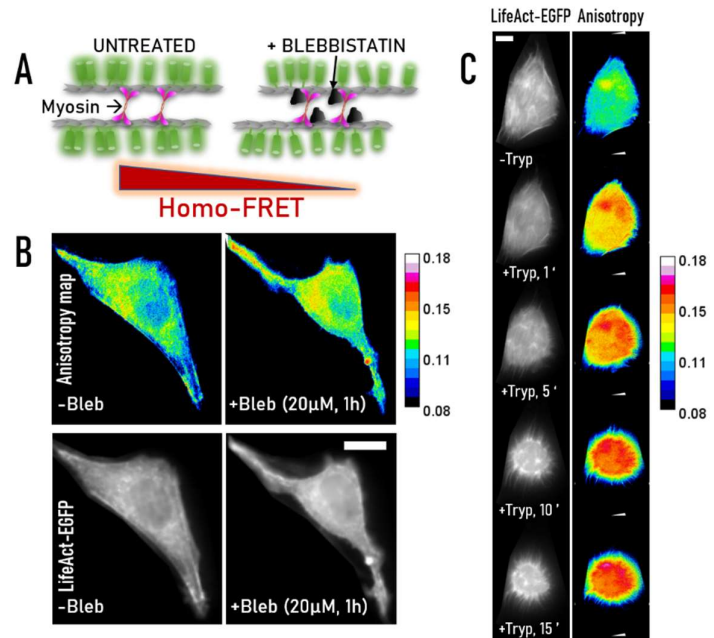 A
UNTREATED
+ BLEBBISTATIN
Myosin
Homo-FRET
B
Anisotropy map
-Bleb
+Bleb (20µM, 1h)
0.18
0.15
0.11
0.08
LifeAct-EGFP
-Bleb
+Bleb (20µM, 1h)
C
LifeAct-EGFP Anisotropy
-Tryp
+Tryp, 1 '
+Tryp, 5 '
+Tryp, 10 '
+Tryp, 15 '
0.18
0.15
0.11
0.08